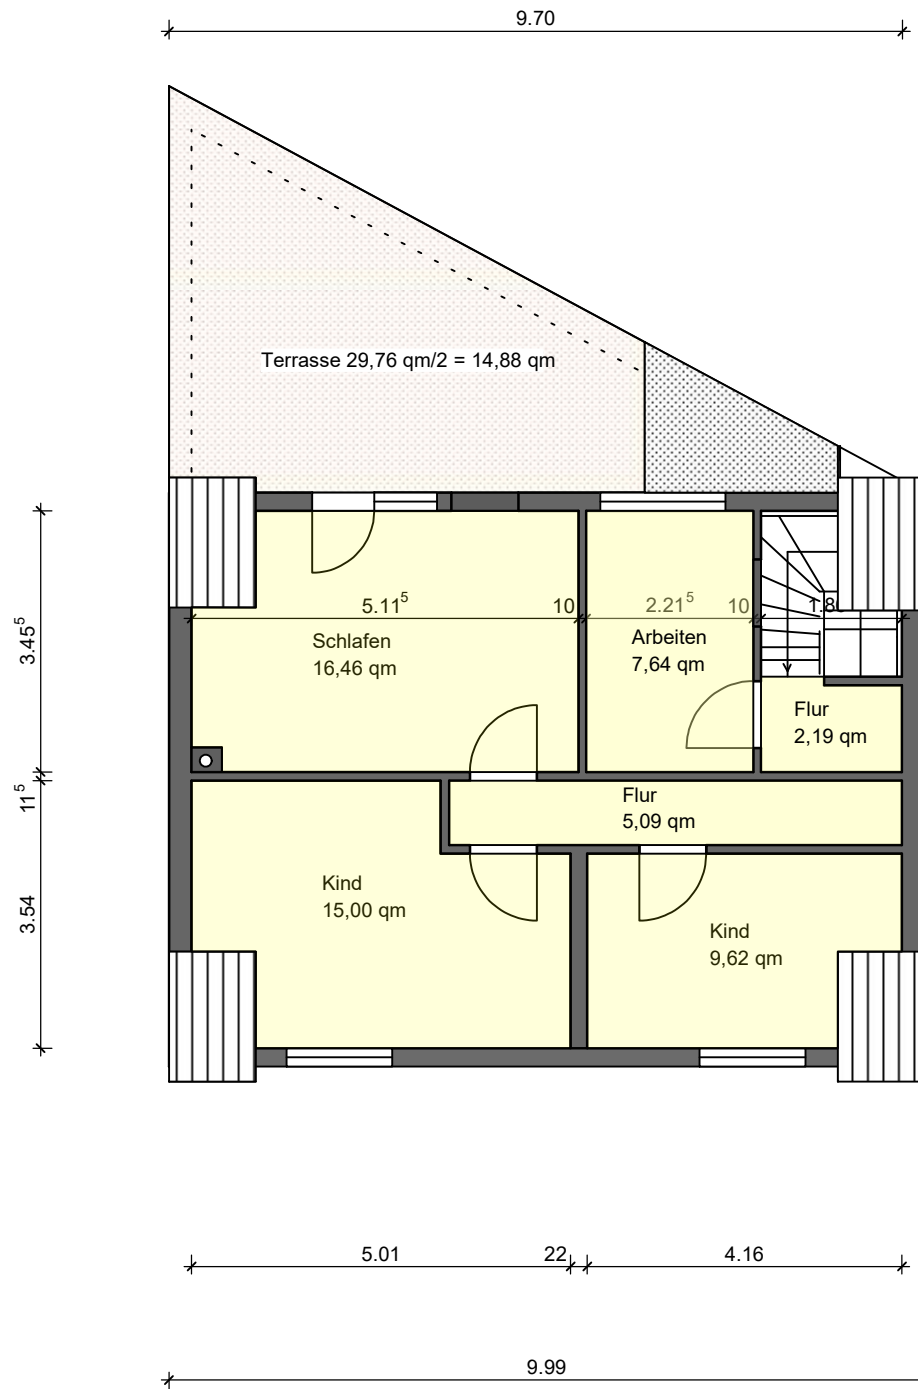 9.70
Terrasse 29,76 qm/2 = 14,88 qm
5.11⁵
10
2.21⁵
10
3.45⁵
Schlafen
16,46 qm
Arbeiten
7,64 qm
Flur
2,19 qm
11⁵
Flur
5,09 qm
3.54
Kind
15,00 qm
Kind
9,62 qm
5.01
22
4.16
9.99